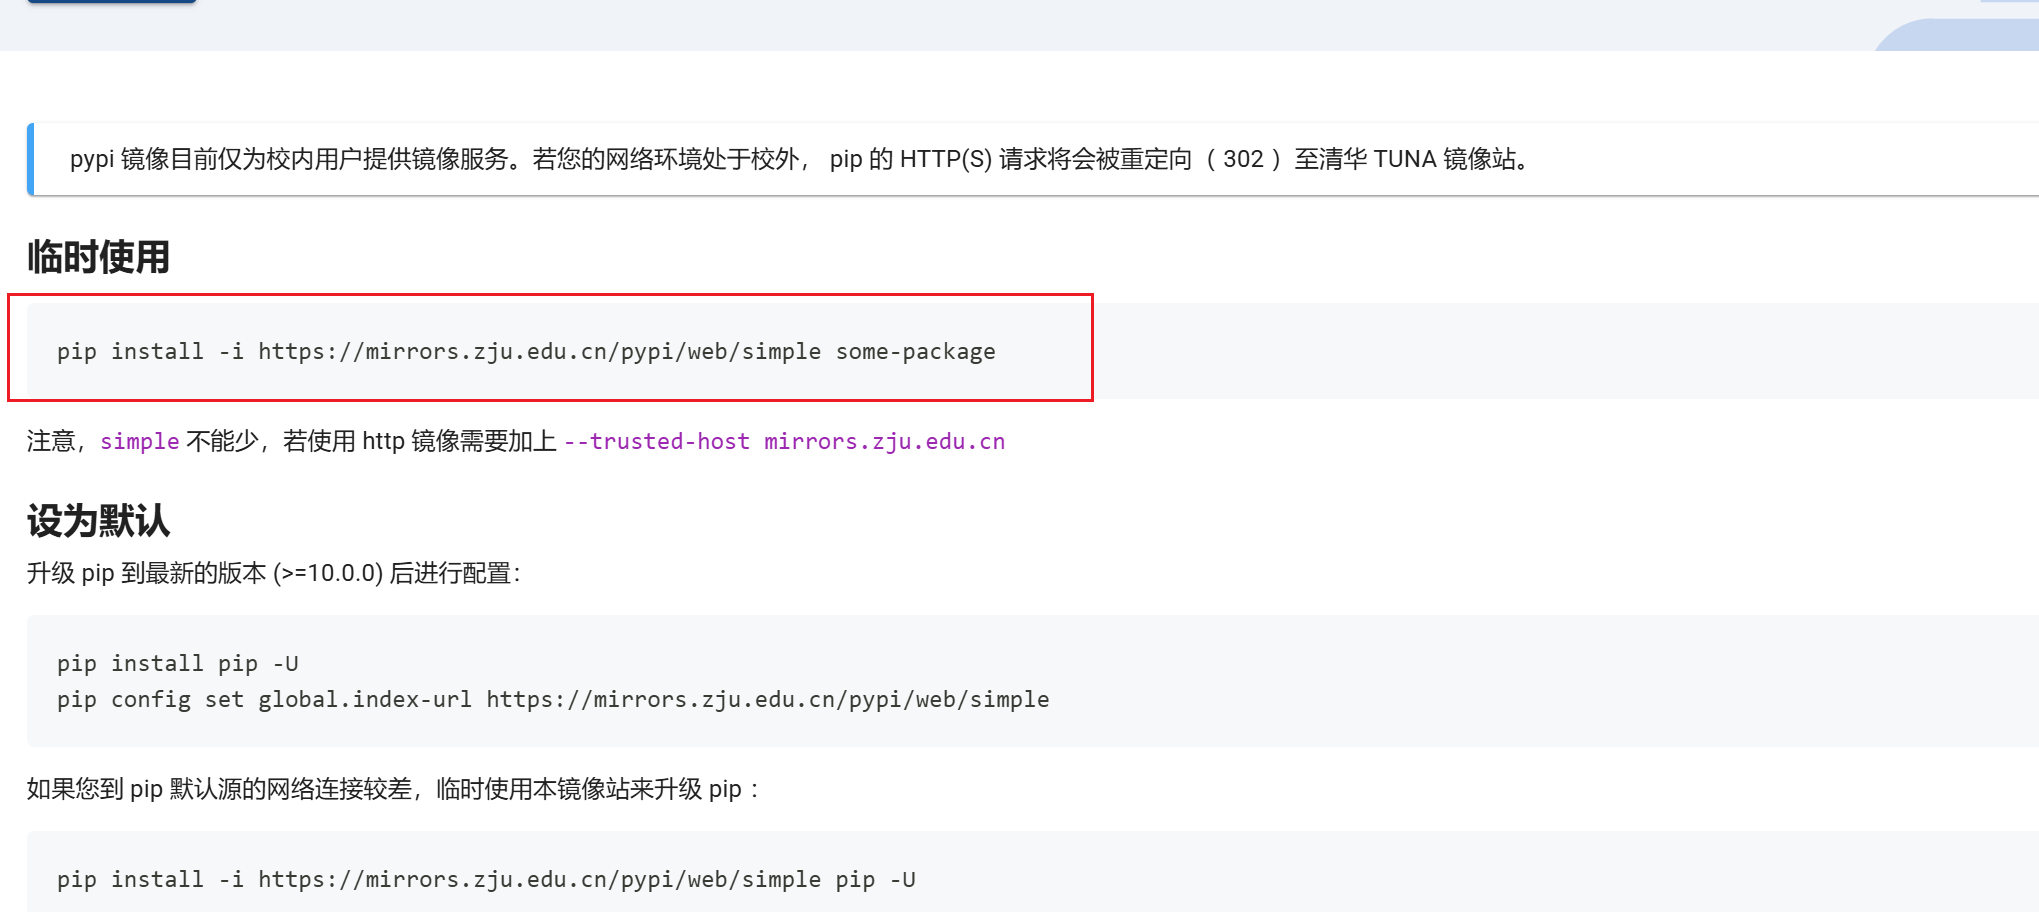 pypi 镜像目前仅为校内用户提供镜像服务。若您的网络环境处于校外， pip 的 HTTP(S) 请求将会被重定向（ 302 ）至清华 TUNA 镜像站。
临时使用
pip install -i https://mirrors.zju.edu.cn/pypi/web/simple some-package
注意，simple 不能少，若使用 http 镜像需要加上 --trusted-host mirrors.zju.edu.cn
设为默认
升级 pip 到最新的版本 (>=10.0.0) 后进行配置：
pip install pip -U
pip config set global.index-url https://mirrors.zju.edu.cn/pypi/web/simple
如果您到 pip 默认源的网络连接较差，临时使用本镜像站来升级 pip ：
pip install -i https://mirrors.zju.edu.cn/pypi/web/simple pip -U